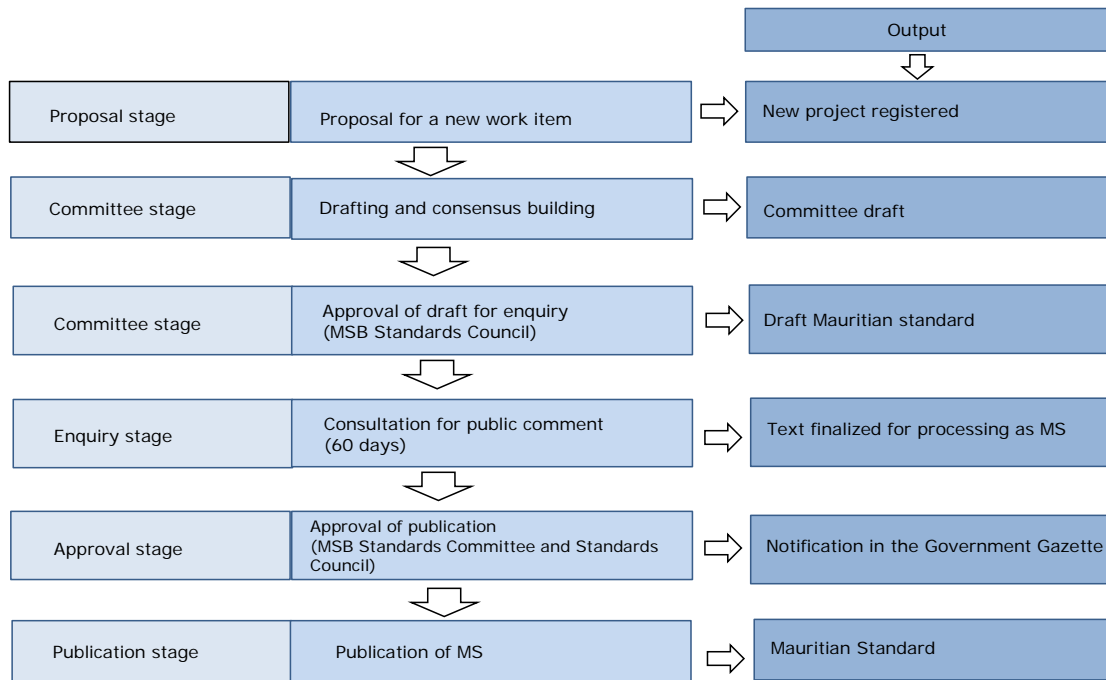 Output
Proposal stage
Proposal for a new work item
New project registered
Committee stage
Drafting and consensus building
Committee draft
Committee stage
Approval of draft for enquiry
(MSB Standards Council)
Draft Mauritian standard
Enquiry stage
Consultation for public comment
(60 days)
Text finalized for processing as MS
Approval stage
Approval of publication
(MSB Standards Committee and Standards
Council)
Notification in the Government Gazette
Publication stage
Publication of MS
Mauritian Standard